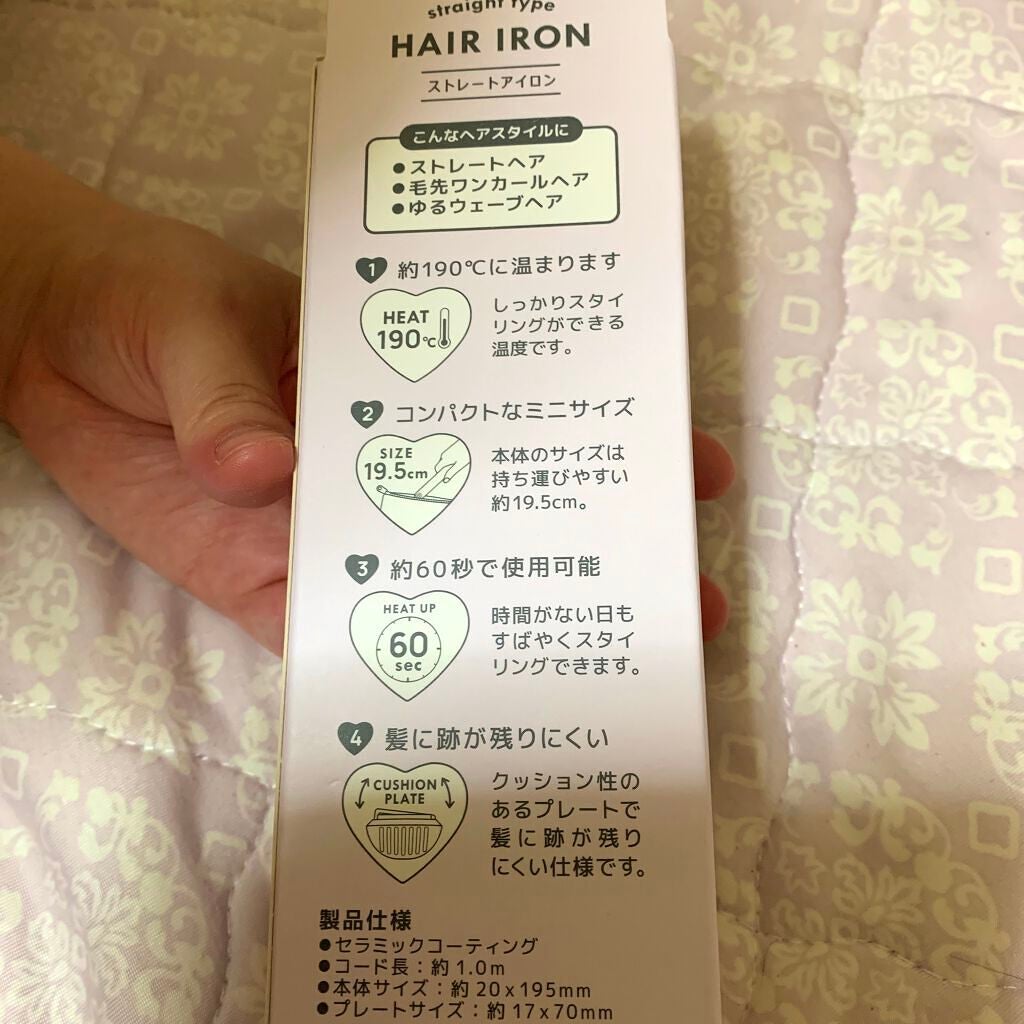 straight type
HAIR IRON
ストレートアイロン
こんなヘアスタイルに
●ストレートヘア
●毛先ワンカールヘア
●ゆるウェーブヘア
1 約190℃に温まります
HEAT
190℃
しっかりスタイ
リングができる
温度です。
2 コンパクトなミニサイズ
SIZE
19.5cm
本体のサイズは
持ち運びやすい
約19.5cm。
3 約60秒で使用可能
HEAT UP
60
sec
時間がない日も
すばやくスタイ
リングできます。
4 髪に跡が残りにくい
CUSHION
PLATE
クッション性の
あるプレートで
髪に跡が残り
にくい仕様です。
製品仕様
●セラミックコーティング
●コード長：約1.0m
●本体サイズ：約20x195mm
●プレートサイズ：約17x70mm